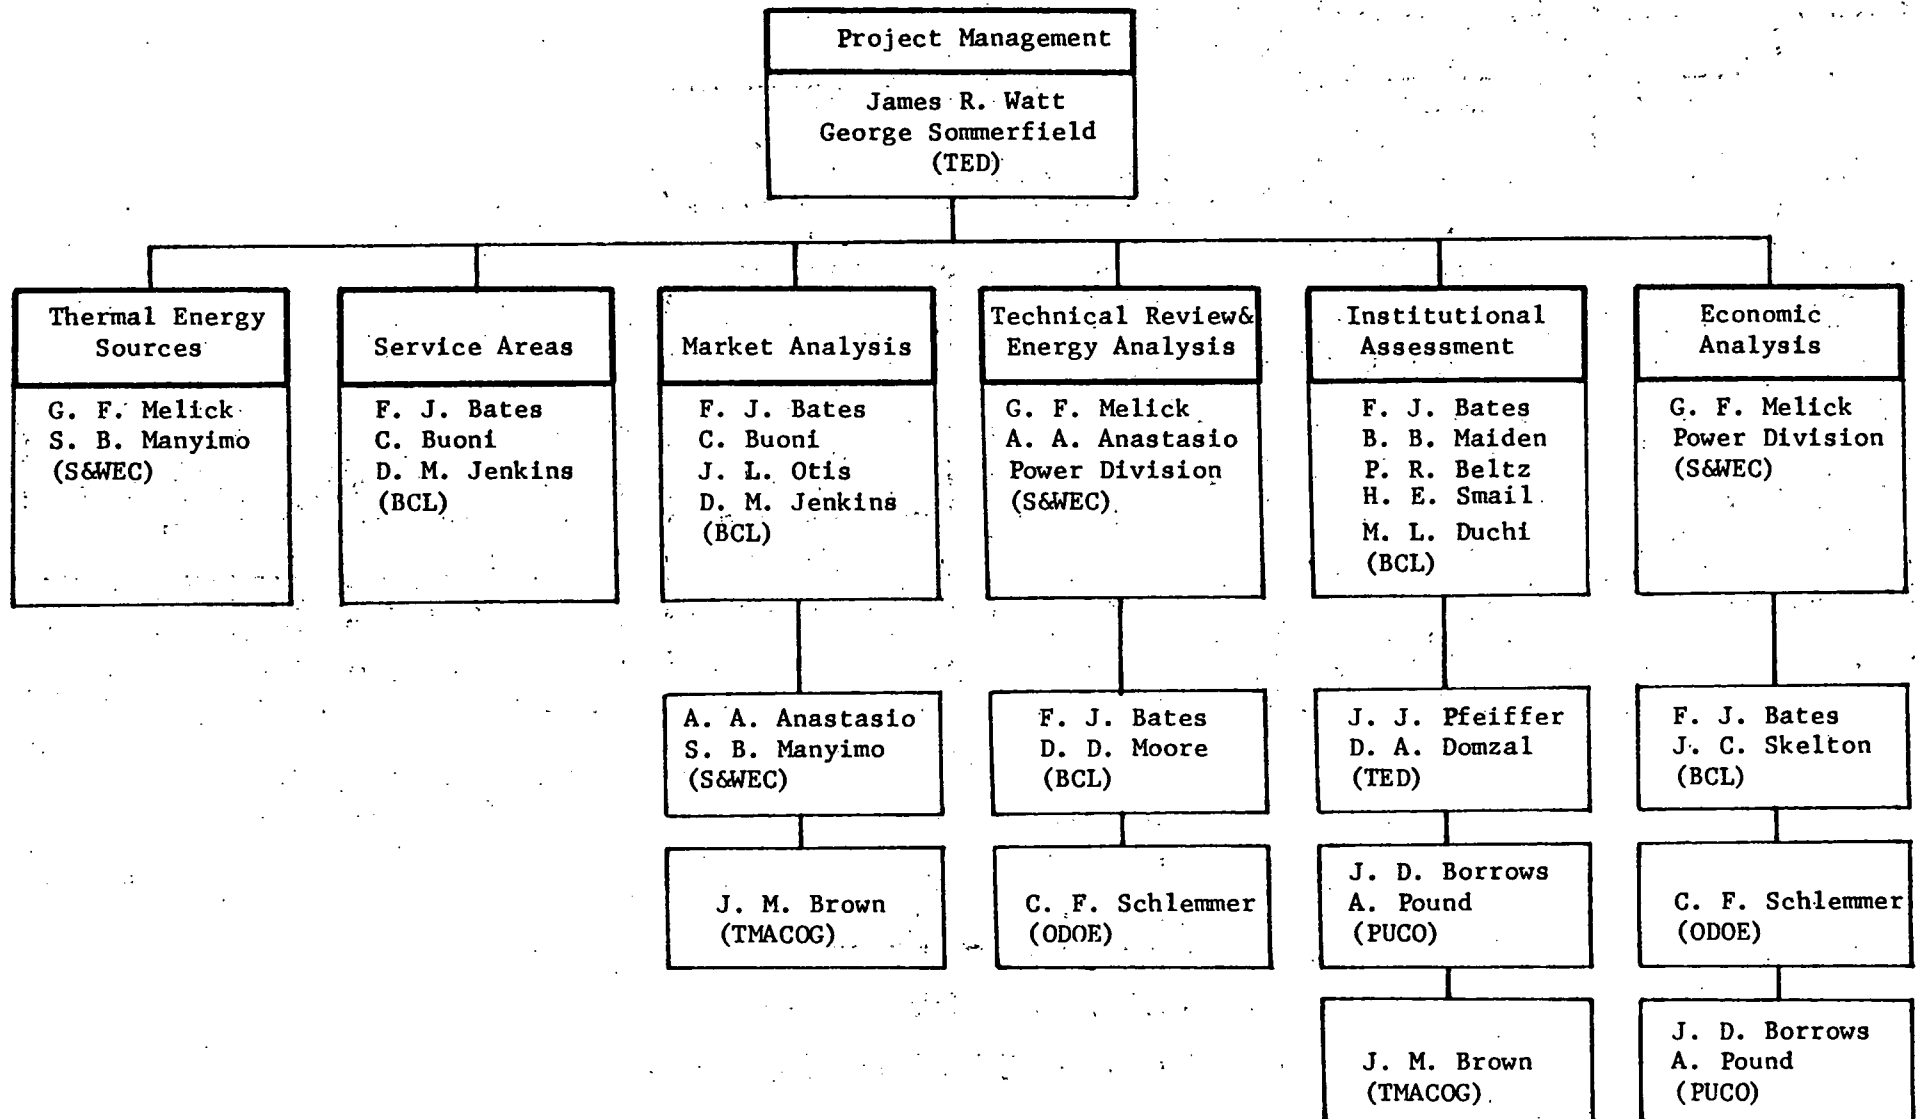 Project Management
James R. Watt
George Sommerfield
(TED)
Thermal Energy
Sources
G. F. Melick
S. B. Manyimo
(S&WEC)
Service Areas
F. J. Bates
C. Buoni
D. M. Jenkins
(BCL)
Market Analysis
F. J. Bates
C. Buoni
J. L. Otis
D. M. Jenkins
(BCL)
A. A. Anastasio
S. B. Manyimo
(S&WEC)
J. M. Brown
(TMACOG)
Technical Review&
Energy Analysis
G. F. Melick
A. A. Anastasio
Power Division
(S&WEC)
F. J. Bates
D. D. Moore
(BCL)
C. F. Schlemmer
(ODOE)
Institutional
Assessment
F. J. Bates
B. B. Maiden
P. R. Beltz
H. E. Smail
M. L. Duchi
(BCL)
J. J. Pfeiffer
D. A. Domzal
(TED)
J. D. Borrows
A. Pound
(PUCO)
J. M. Brown
(TMACOG)
Economic
Analysis
G. F. Melick
Power Division
(S&WEC)
F. J. Bates
J. C. Skelton
(BCL)
C. F. Schlemmer
(ODOE)
J. D. Borrows
A. Pound
(PUCO)